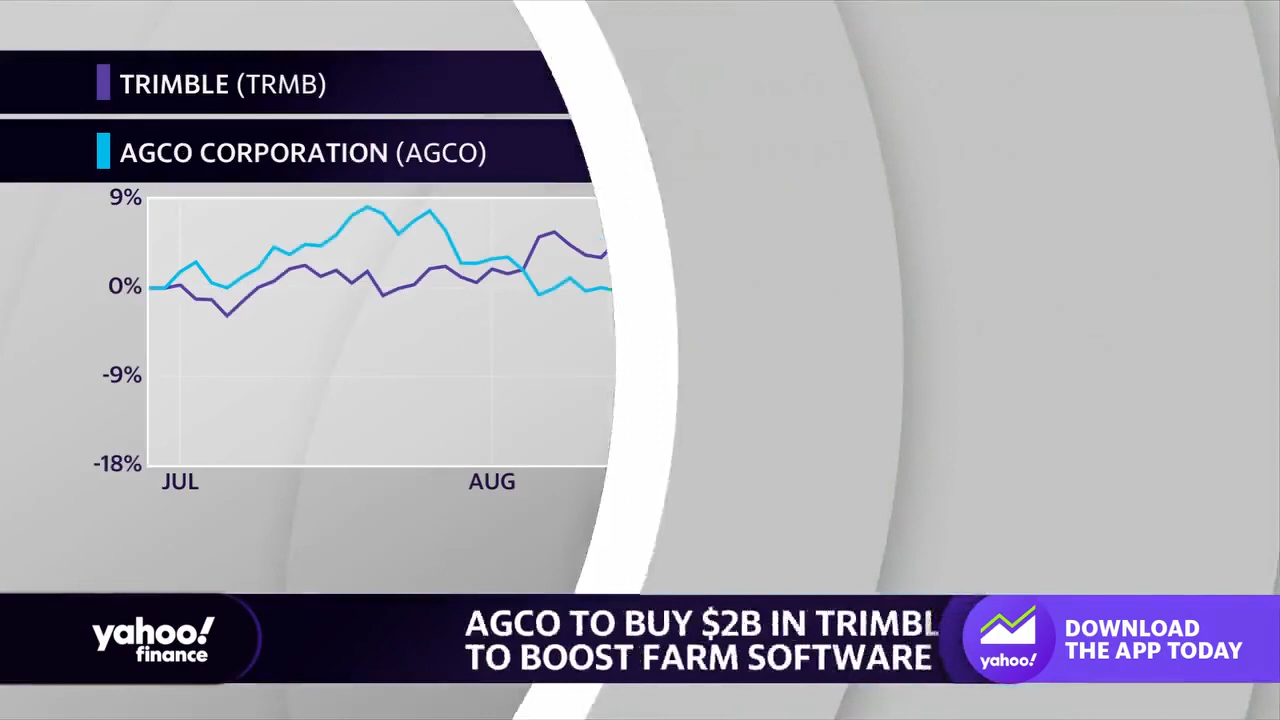 TRIMBLE (TRMB)
AGCO CORPORATION (AGCO)
9%
0%
-9%
-18%
JUL
AUG
yahoo!
finance
AGCO TO BUY $2B IN TRIMBL
TO BOOST FARM SOFTWARE
yahoo!
DOWNLOAD
THE APP TODAY